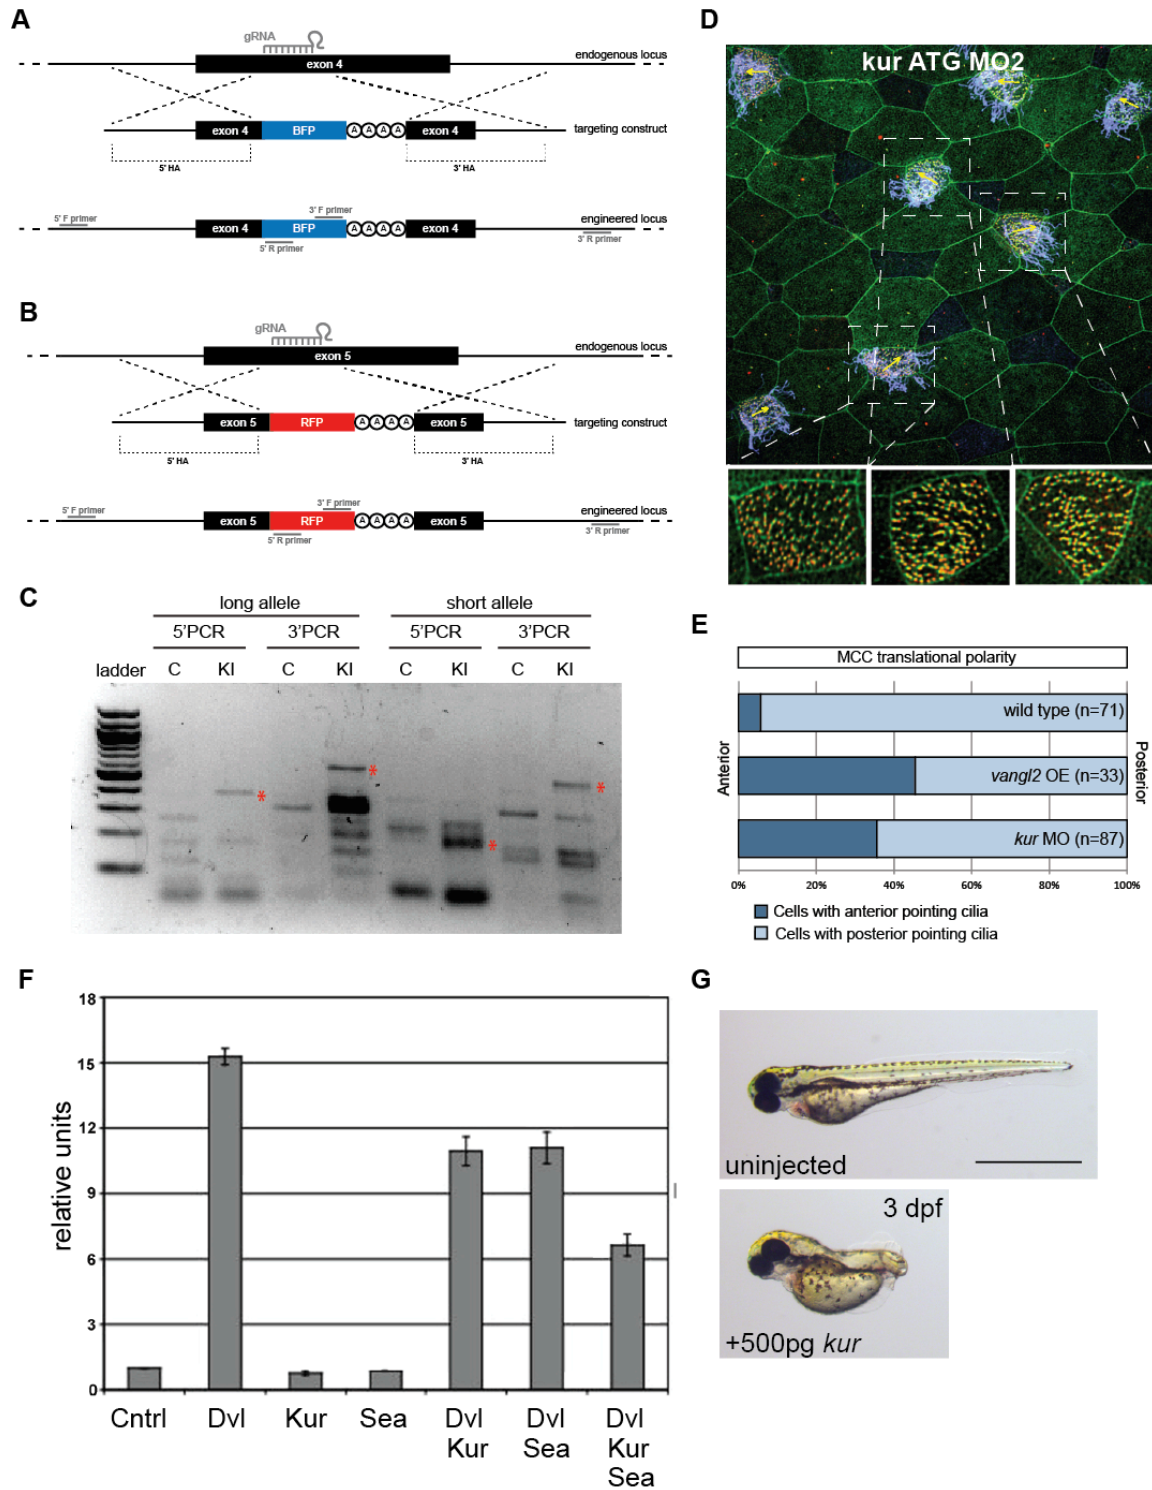 A
gRNA
exon 4
endogenous locus
exon 4
BFP
A A A A
exon 4
targeting construct
5' HA
3' HA
5' F primer
3' F primer
engineered locus
exon 4
BFP
A A A A
exon 4
5' R primer
3' R primer
B
gRNA
exon 5
endogenous locus
exon 5
RFP
A A A A
exon 5
targeting construct
5' HA
3' HA
5' F primer
3' F primer
engineered locus
exon 5
RFP
A A A A
exon 5
5' R primer
3' R primer
C
long allele
short allele
5'PCR
3'PCR
5'PCR
3'PCR
ladder
C
KI
C
KI
C
KI
C
KI
*
*
*
*
D
kur ATG MO2
E
MCC translational polarity
Anterior
Posterior
wild type (n=71)
vangl2 OE (n=33)
kur MO (n=87)
0%
20%
40%
60%
80%
100%
Cells with anterior pointing cilia
Cells with posterior pointing cilia
F
relative units
18
15
12
9
6
3
0
Cntrl
Dvl
Kur
Sea
Dvl
Kur
Dvl
Sea
Dvl
Kur
Sea
G
uninjected
3 dpf
+500pg kur